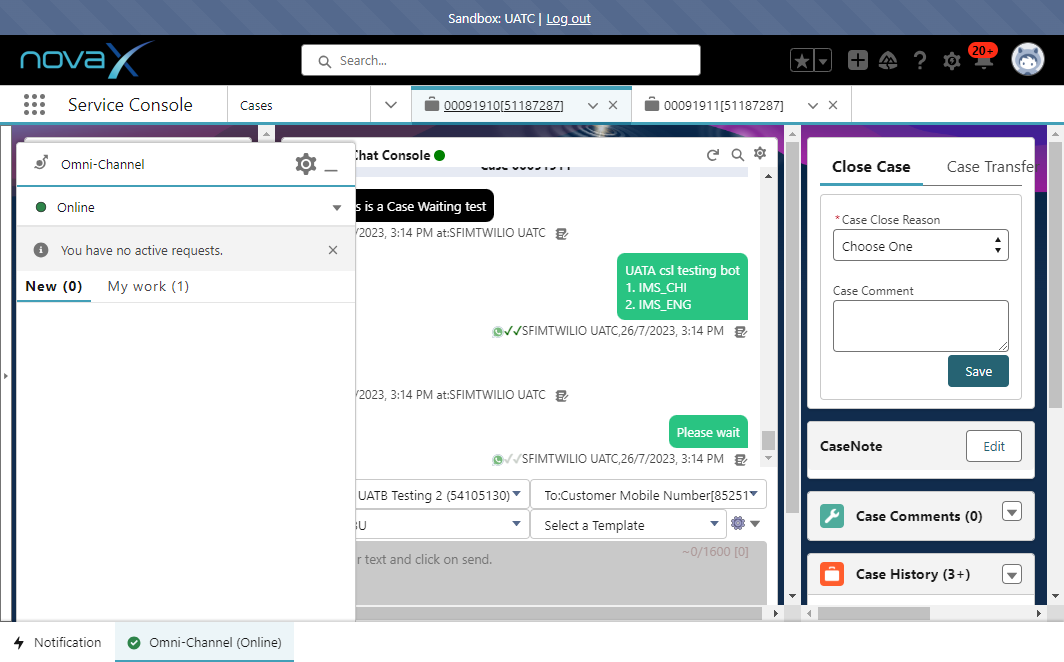 Sandbox: UATC | Log out
novaX
Search...
20+
Service Console
Cases
00091910[51187287]
00091911[51187287]
Omni-Channel
Online
You have no active requests.
New (0)
My work (1)
Chat Console
s is a Case Waiting test
/2023, 3:14 PM at:SFIMTWILIO UATC
UATA csl testing bot
1. IMS_CHI
2. IMS_ENG
SFIMTWILIO UATC,26/7/2023, 3:14 PM
/2023, 3:14 PM at:SFIMTWILIO UATC
Please wait
SFIMTWILIO UATC,26/7/2023, 3:14 PM
UATB Testing 2 (54105130)
To:Customer Mobile Number[85251
U
Select a Template
r text and click on send.
~0/1600 [0]
Close Case
Case Transfe
* Case Close Reason
Choose One
Case Comment
Save
CaseNote
Edit
Case Comments (0)
Case History (3+)
Notification
Omni-Channel (Online)